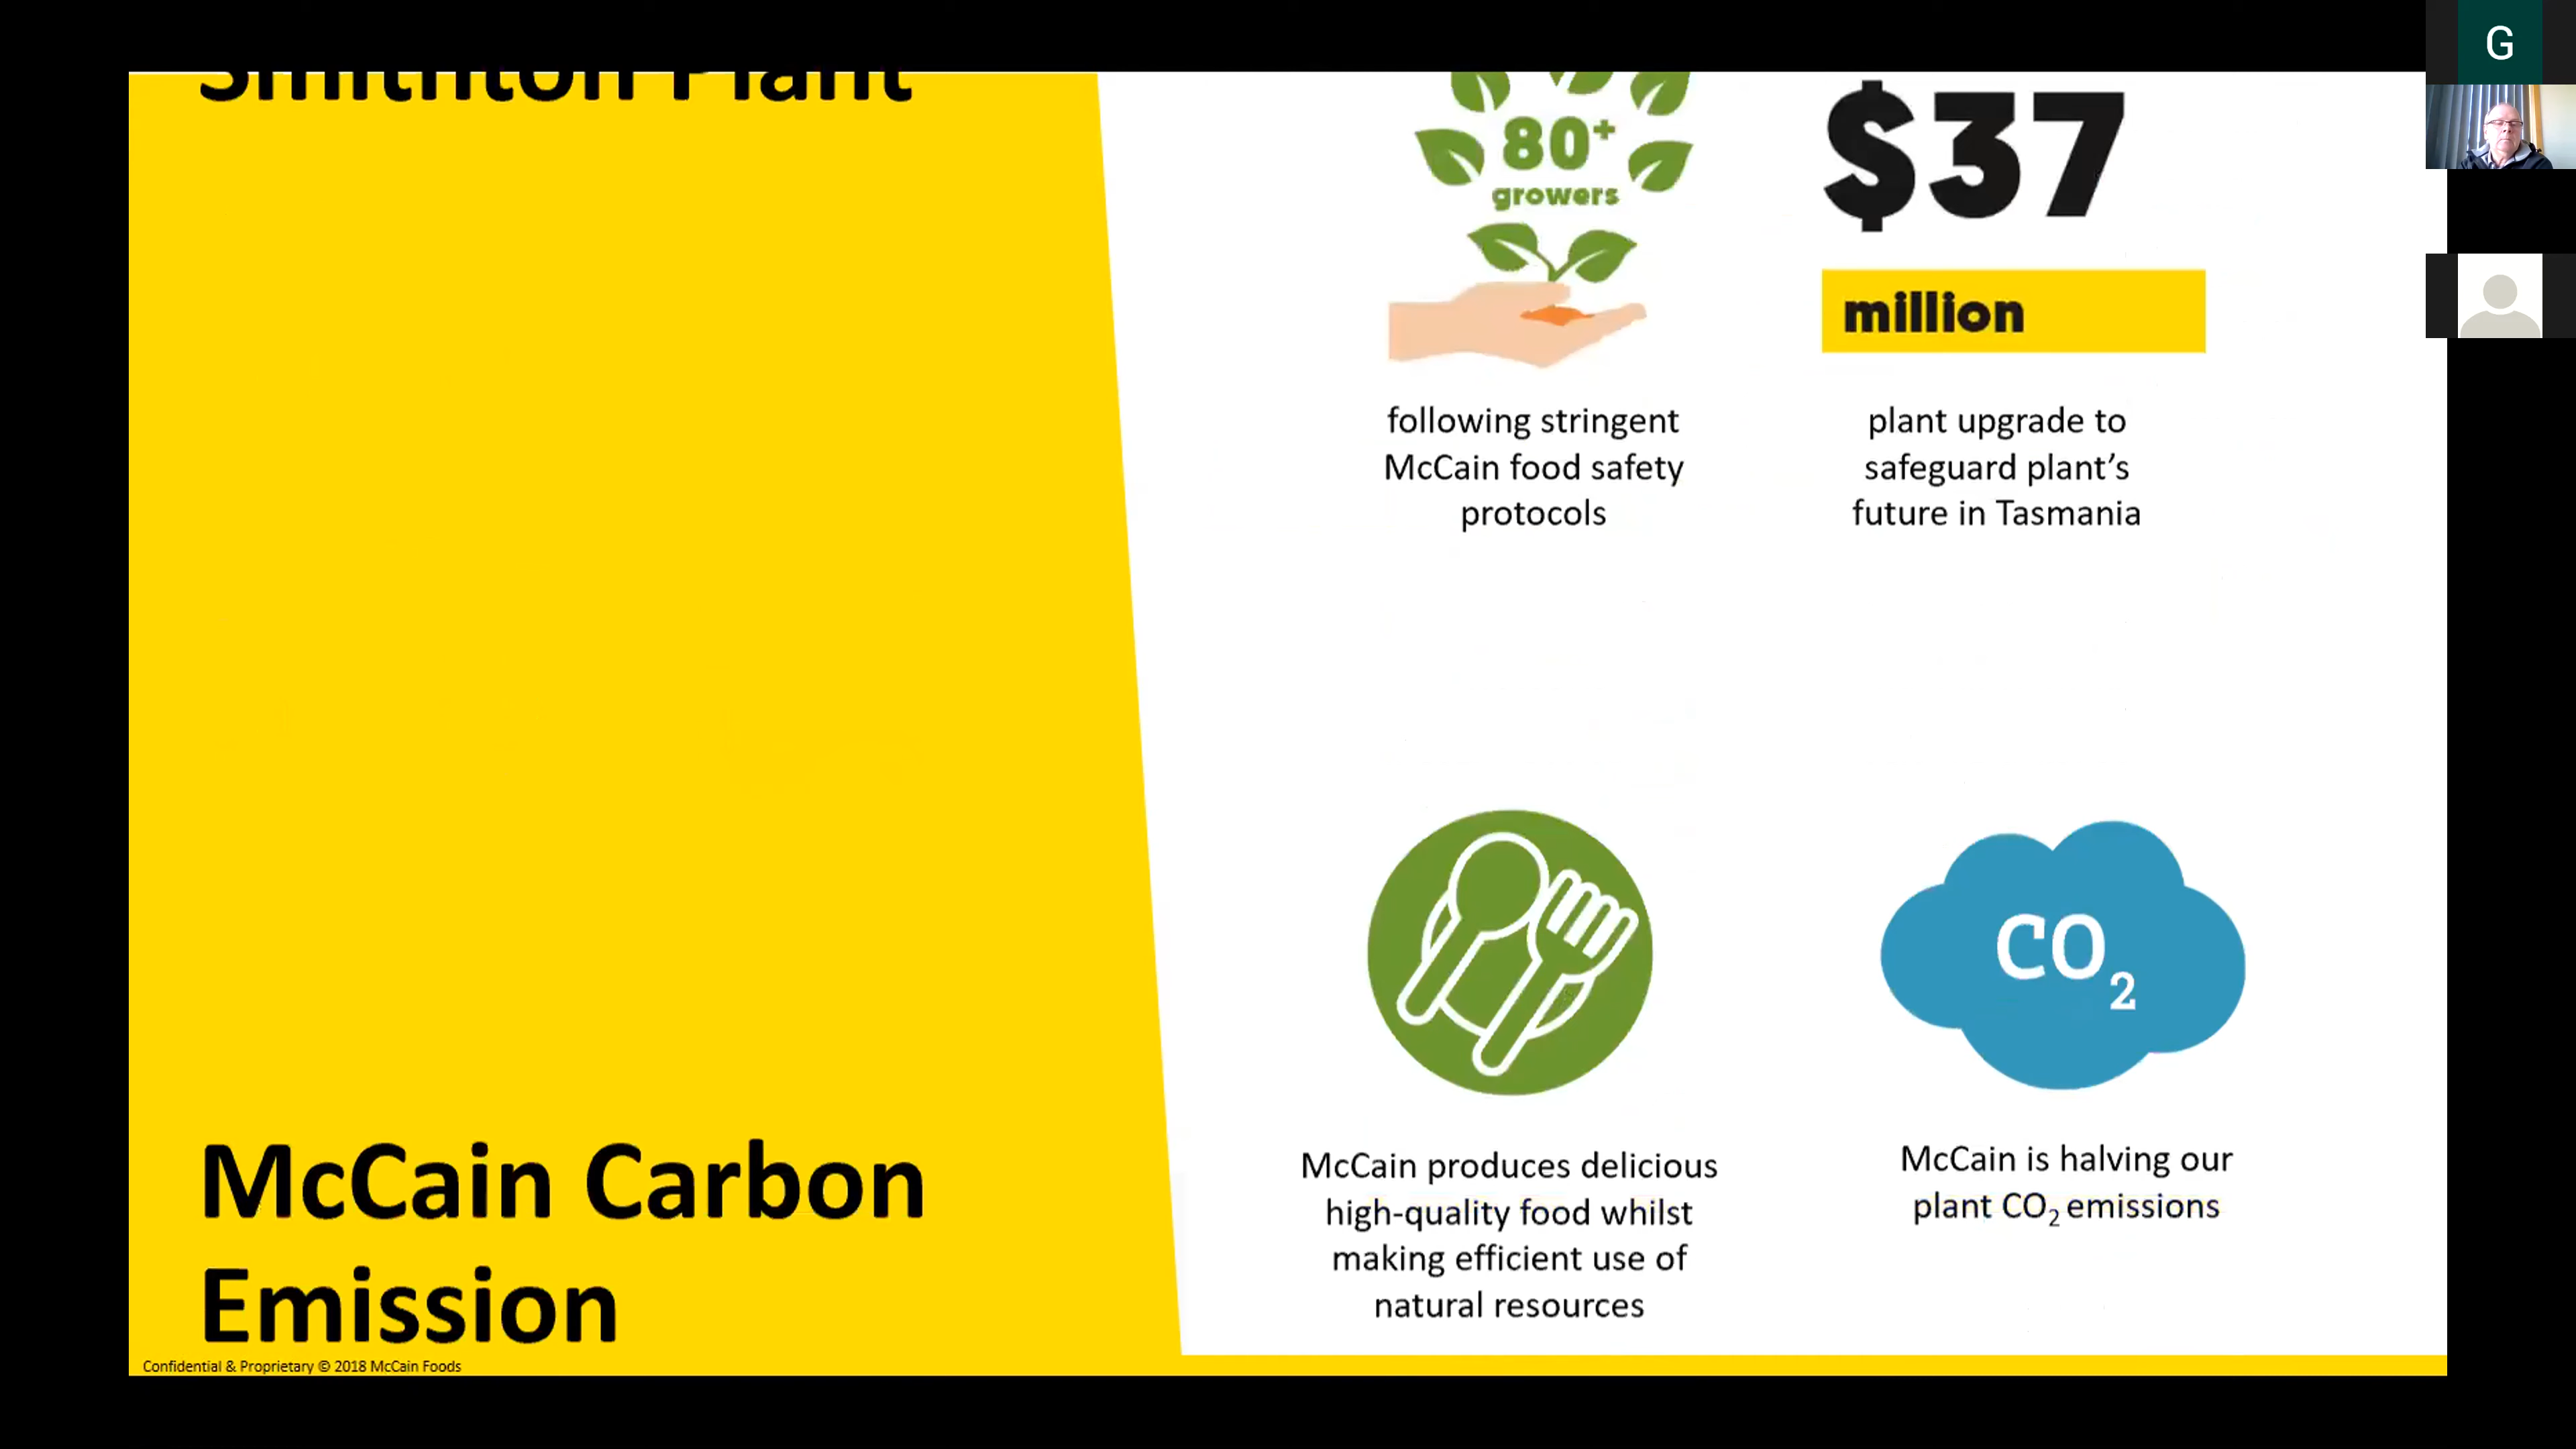 Smithton Plant
80+
growers
following stringent
McCain food safety
protocols
$37
million
plant upgrade to
safeguard plant's
future in Tasmania
McCain Carbon
Emission
McCain produces delicious
high-quality food whilst
making efficient use of
natural resources
CO2
McCain is halving our
plant CO2 emissions
Confidential & Proprietary © 2018 McCain Foods
G